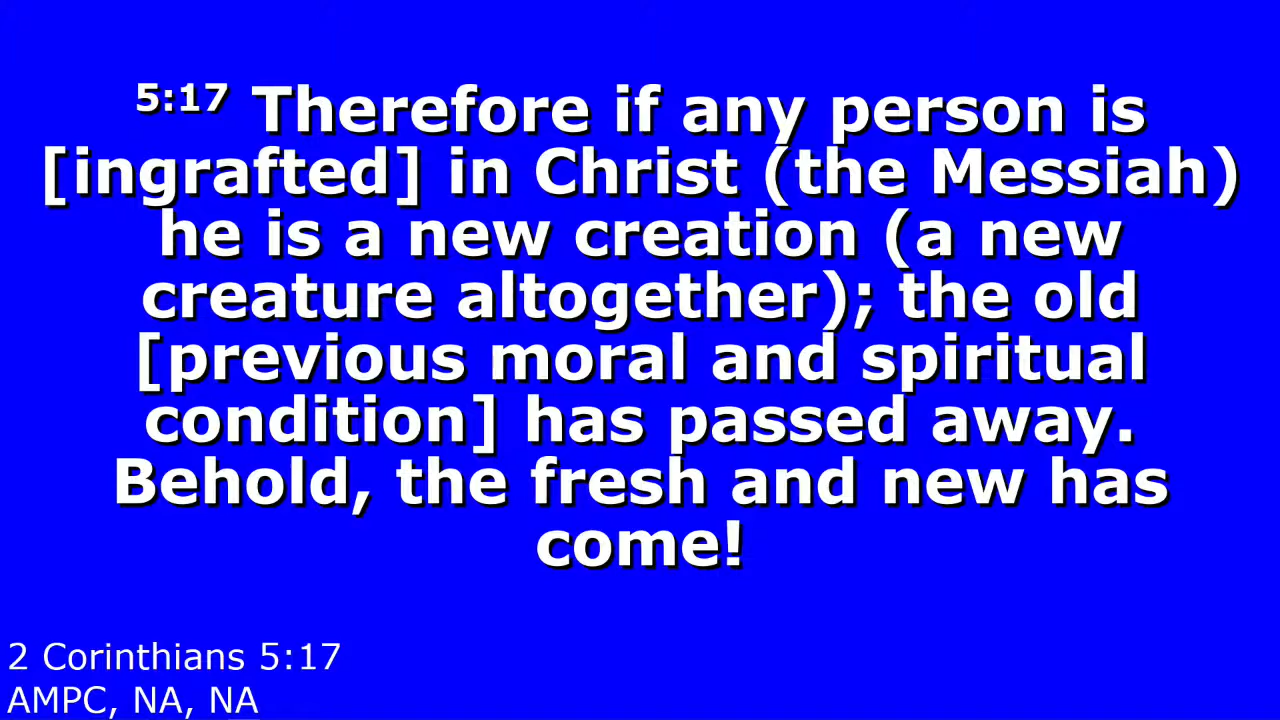 5:17 Therefore if any person is
[ingrafted] in Christ (the Messiah)
he is a new creation (a new
creature altogether); the old
[previous moral and spiritual
condition] has passed away.
Behold, the fresh and new has
come!
2 Corinthians 5:17
AMPC, NA, NA